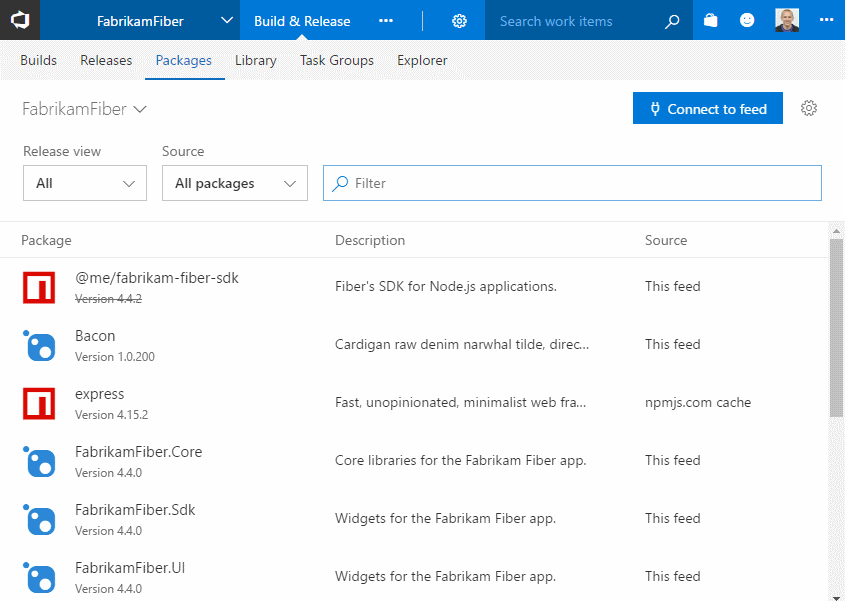 FabrikamFiber Build & Release ••• Search work items •••
Builds Releases Packages Library Task Groups Explorer
FabrikamFiber Connect to feed
Release view Source
All All packages Filter
Package Description Source
@me/fabrikam-fiber-sdk
Version 4.4.2
Fiber's SDK for Node.js applications. This feed
Bacon
Version 1.0.200
Cardigan raw denim narwhal tilde, direc... This feed
express
Version 4.15.2
Fast, unopinionated, minimalist web fra... npmjs.com cache
FabrikamFiber.Core
Version 4.4.0
Core libraries for the Fabrikam Fiber app. This feed
FabrikamFiber.Sdk
Version 4.4.0
Widgets for the Fabrikam Fiber app. This feed
FabrikamFiber.UI
Version 4.4.0
Widgets for the Fabrikam Fiber app. This feed